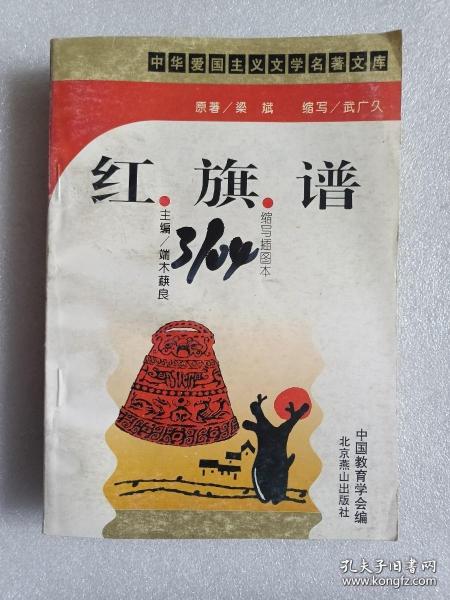 中华爱国主义文学名著文库
原著／梁斌 缩写／武广久
红·旗·谱
主编／端木蕻良
缩写插图本
3/04
中国教育学会编
北京燕山出版社
孔夫子旧书网
www.kongfz.com